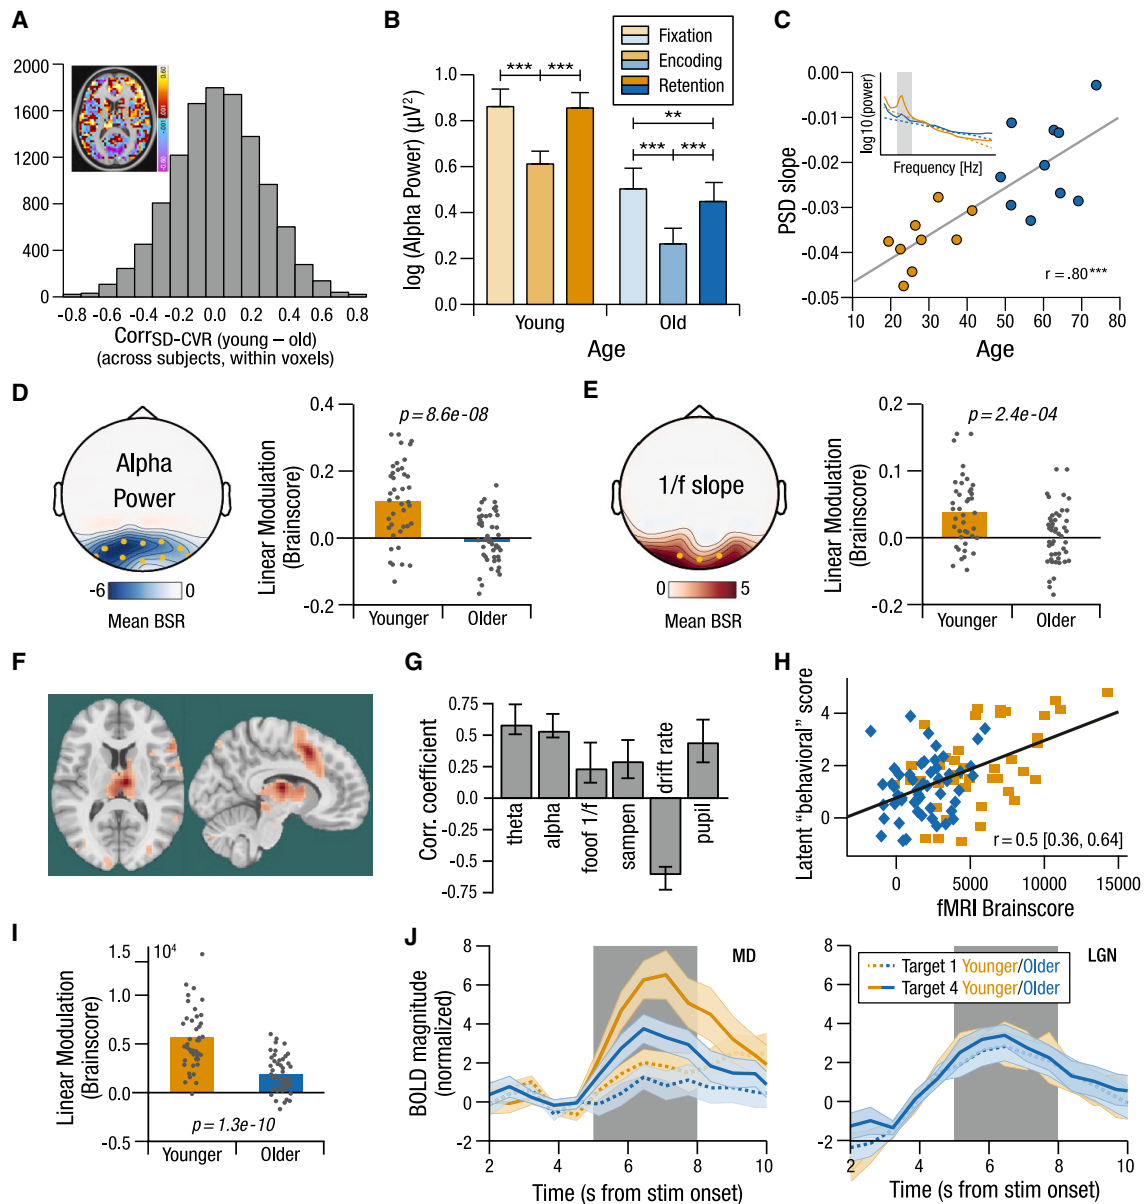 A
2000
1600
1200
800
400
0
-0.8 -0.6 -0.4 -0.2 0.0 0.2 0.4 0.6 0.8
0.60
.001
-.001
-0.60
CorrSD-CVR (young – old)
(across subjects, within voxels)
B
log (Alpha Power) (µV²)
1.0
0.8
0.6
0.4
0.2
0.0
Fixation
Encoding
Retention
*** ***
**
*** ***
Young Old
Age
C
PSD slope
0.00
-0.01
-0.02
-0.03
-0.04
-0.05
log10 (power)
Frequency [Hz]
r = .80***
10 20 30 40 50 60 70 80
Age
D
Alpha
Power
-6 0
Mean BSR
Linear Modulation
(Brainscore)
0.4
0.2
0.0
-0.2
p = 8.6e-08
Younger Older
E
1/f slope
0 5
Mean BSR
Linear Modulation
(Brainscore)
0.2
0.1
0.0
-0.2
p = 2.4e-04
Younger Older
F
G
Corr. coefficient
0.75
0.5
0.25
0.0
-0.25
-0.5
-0.75
theta
alpha
fooof 1/f
sampen
drift rate
pupil
H
Latent “behavioral” score
4
2
0
r = 0.5 [0.36, 0.64]
0 5000 10000 15000
fMRI Brainscore
I
Linear Modulation
(Brainscore)
10⁴
1.5
1.0
0.5
0.0
-0.5
p = 1.3e-10
Younger Older
J
BOLD magnitude
(normalized)
8
6
4
2
0
-2
MD
2 4 6 8 10
Time (s from stim onset)
8
6
4
2
0
-2
LGN
Target 1 Younger/Older
Target 4 Younger/Older
2 4 6 8 10
Time (s from stim onset)